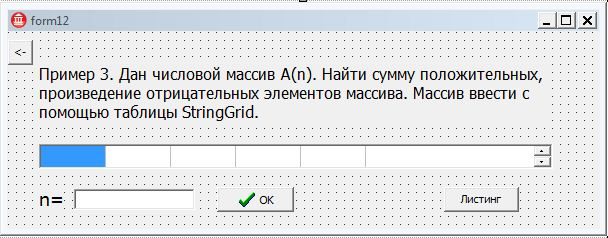 form12
<-
Пример 3. Дан числовой массив A(n). Найти сумму положительных,
произведение отрицательных элементов массива. Массив ввести с
помощью таблицы StringGrid.
n=
OK
Листинг